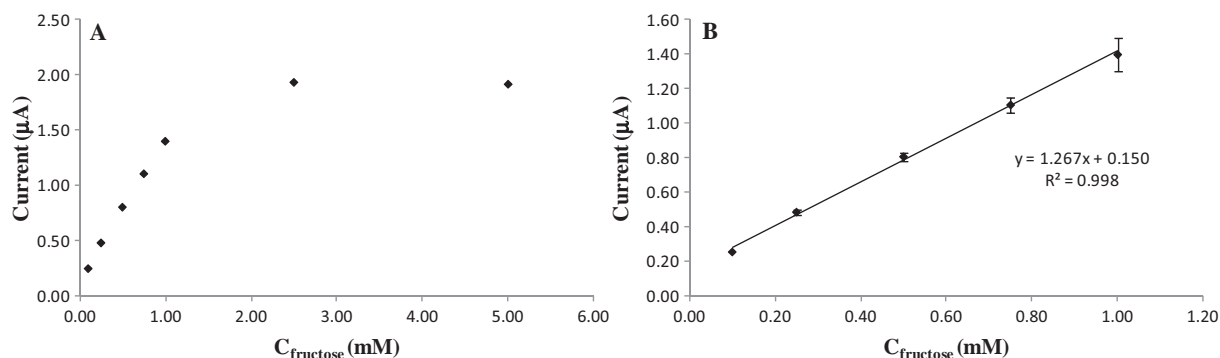 A
2.50
2.00
1.50
1.00
0.50
0.00
Current (µA)
0.00 1.00 2.00 3.00 4.00 5.00 6.00
Cfructose (mM)
B
1.60
1.40
1.20
1.00
0.80
0.60
0.40
0.20
0.00
Current (µA)
y = 1.267x + 0.150
R² = 0.998
0.00 0.20 0.40 0.60 0.80 1.00 1.20
Cfructose (mM)